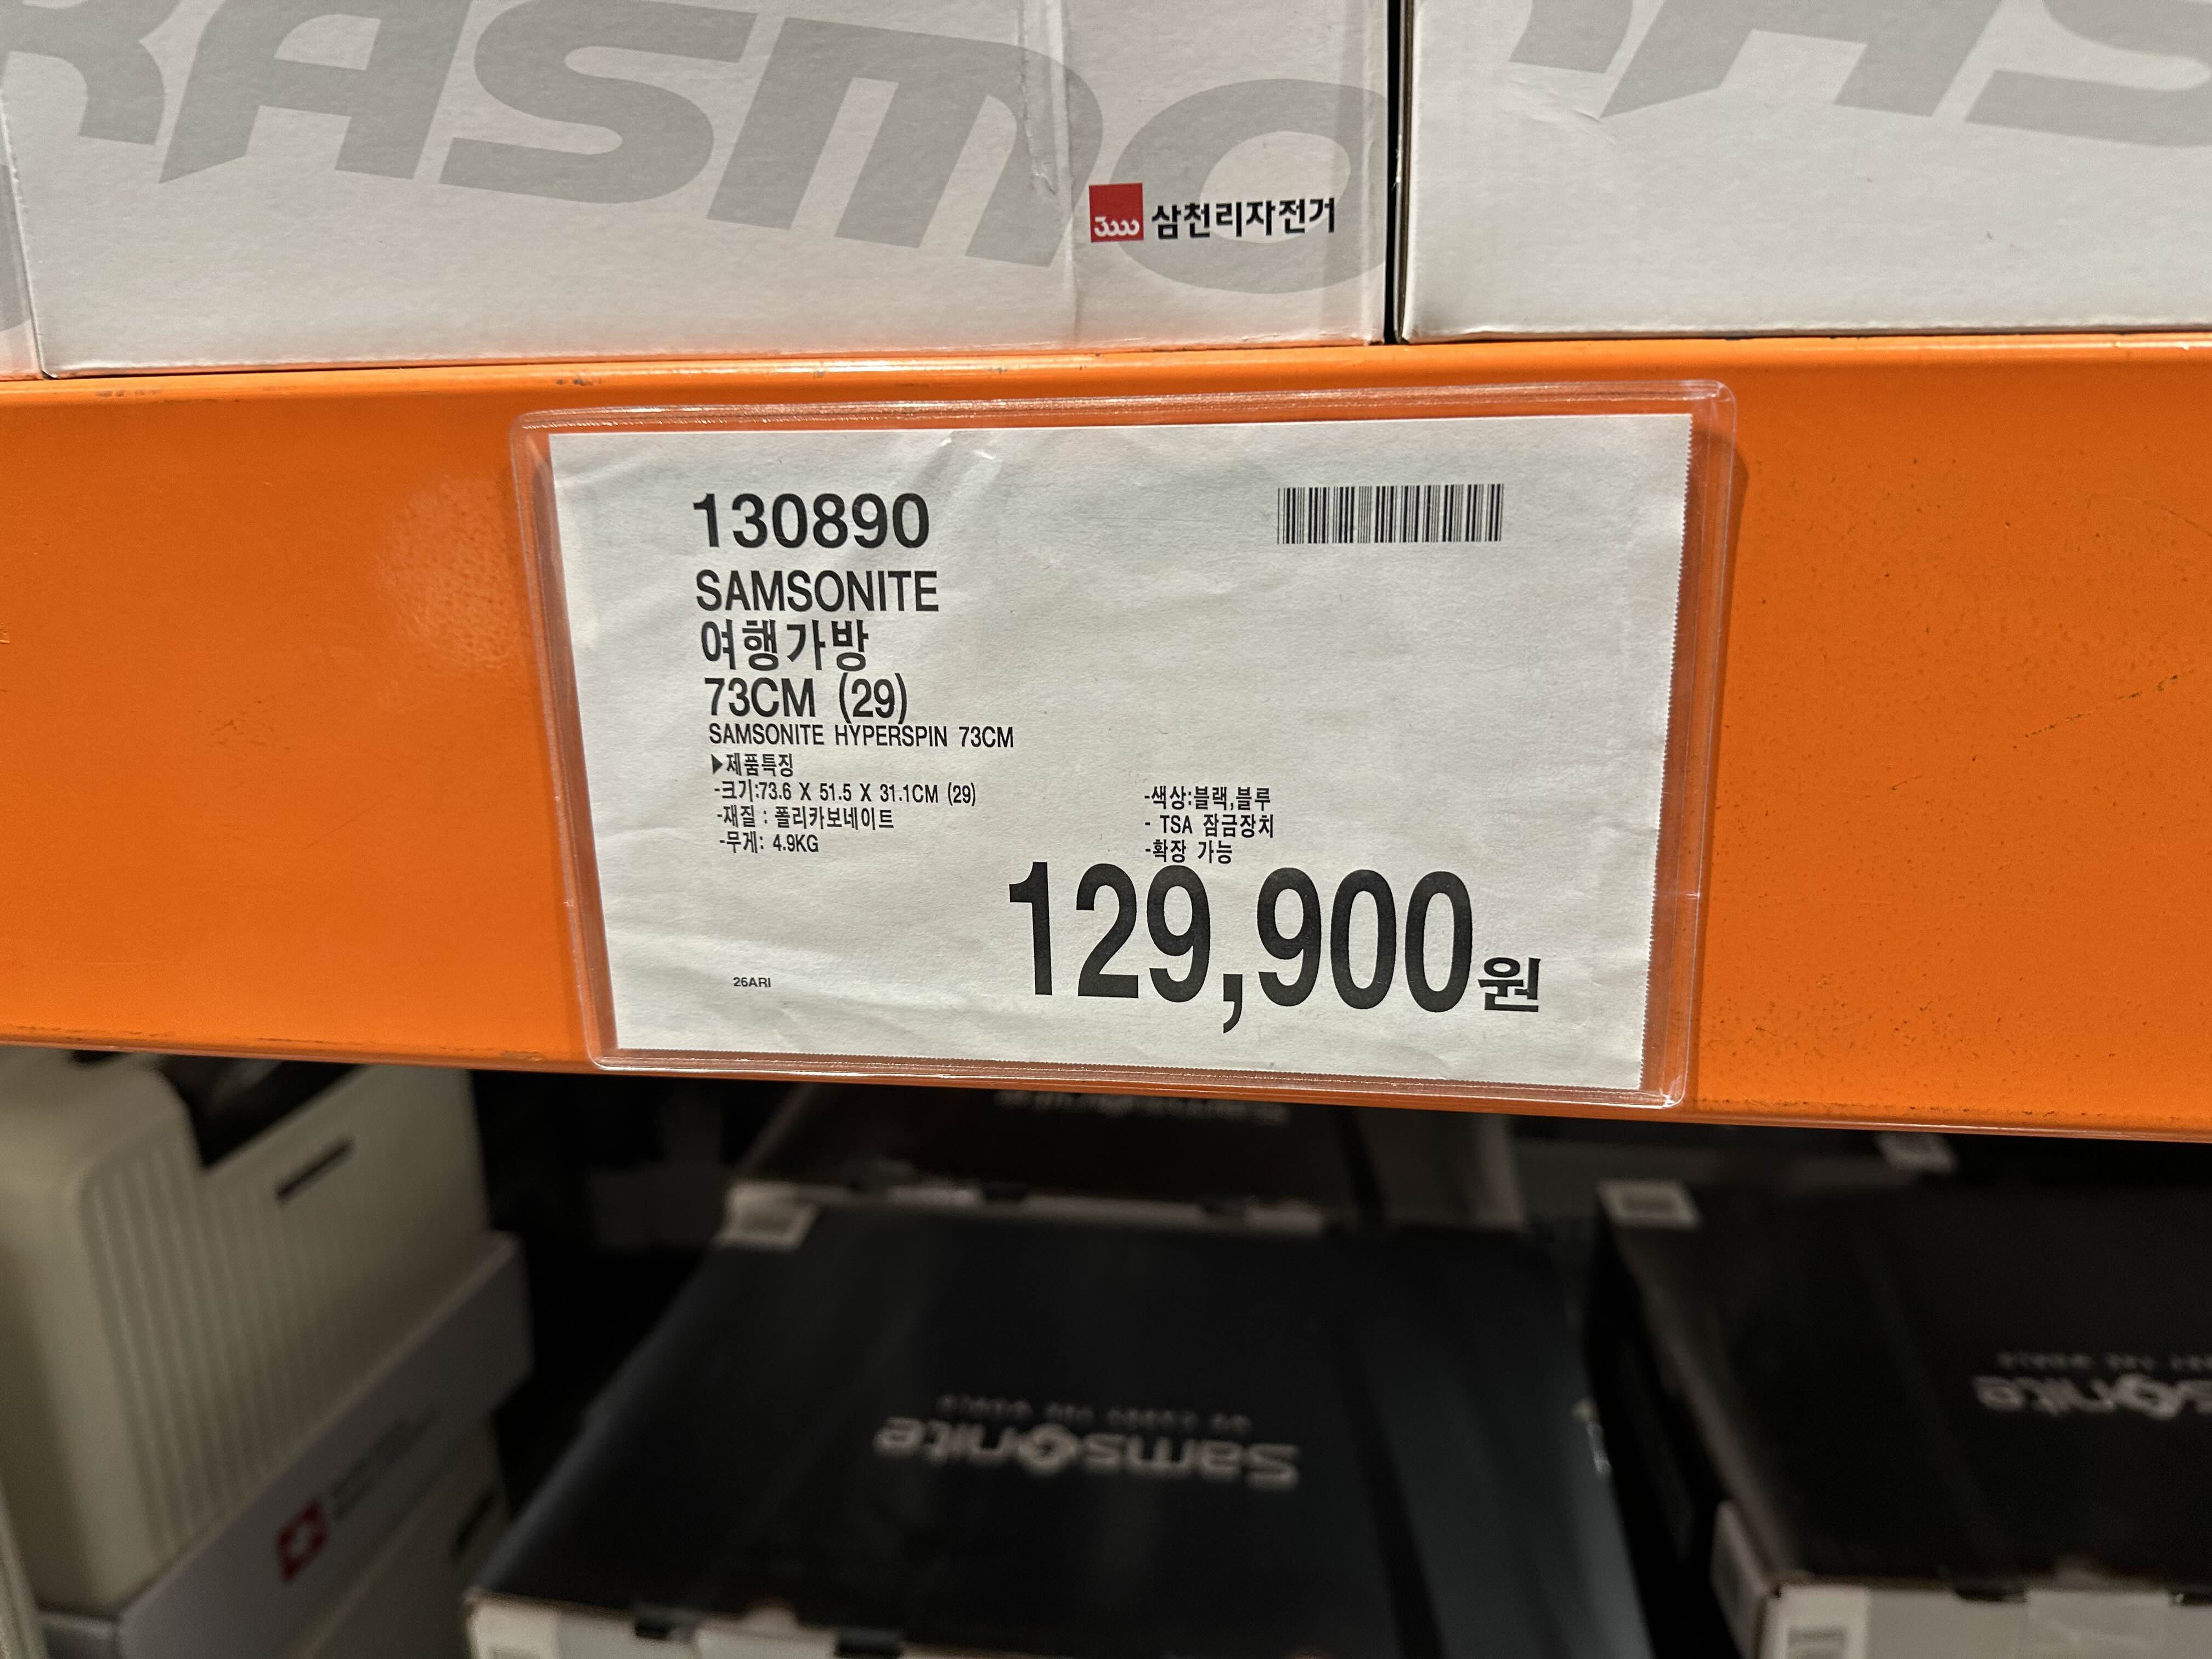 RASMO
삼천리자전거
130890
SAMSONITE
여행가방
73CM (29)
SAMSONITE HYPERSPIN 73CM
▶제품특징
-크기:73.6 X 51.5 X 31.1CM (29)
-재질 : 폴리카보네이트
-무게: 4.9KG
-색상:블랙,블루
- TSA 잠금장치
-확장 가능
129,900원
26ARI
Samsonite
Samsonite